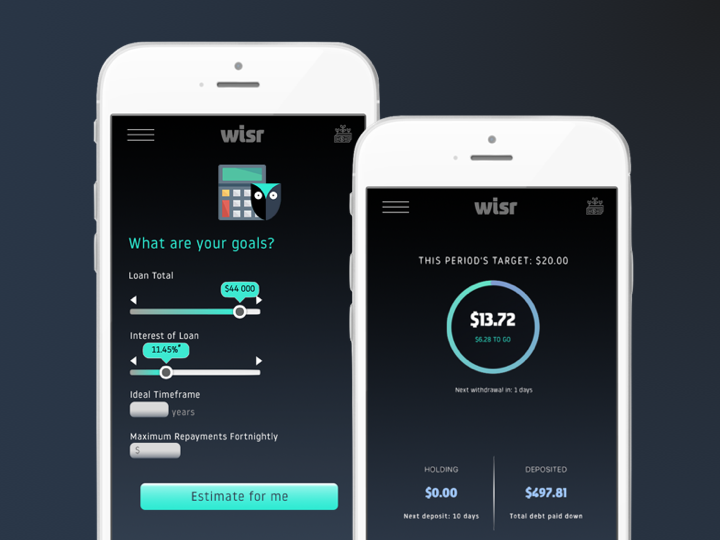 wisr
What are your goals?
Loan Total
$44 000
Interest of Loan
11.45%*
Ideal Timeframe
years
Maximum Repayments Fortnightly
$
Estimate for me
wisr
THIS PERIOD'S TARGET: $20.00
$13.72
$6.28 TO GO
Next withdrawal in: 1 days
HOLDING
$0.00
Next deposit: 10 days
DEPOSITED
$497.81
Total debt paid down